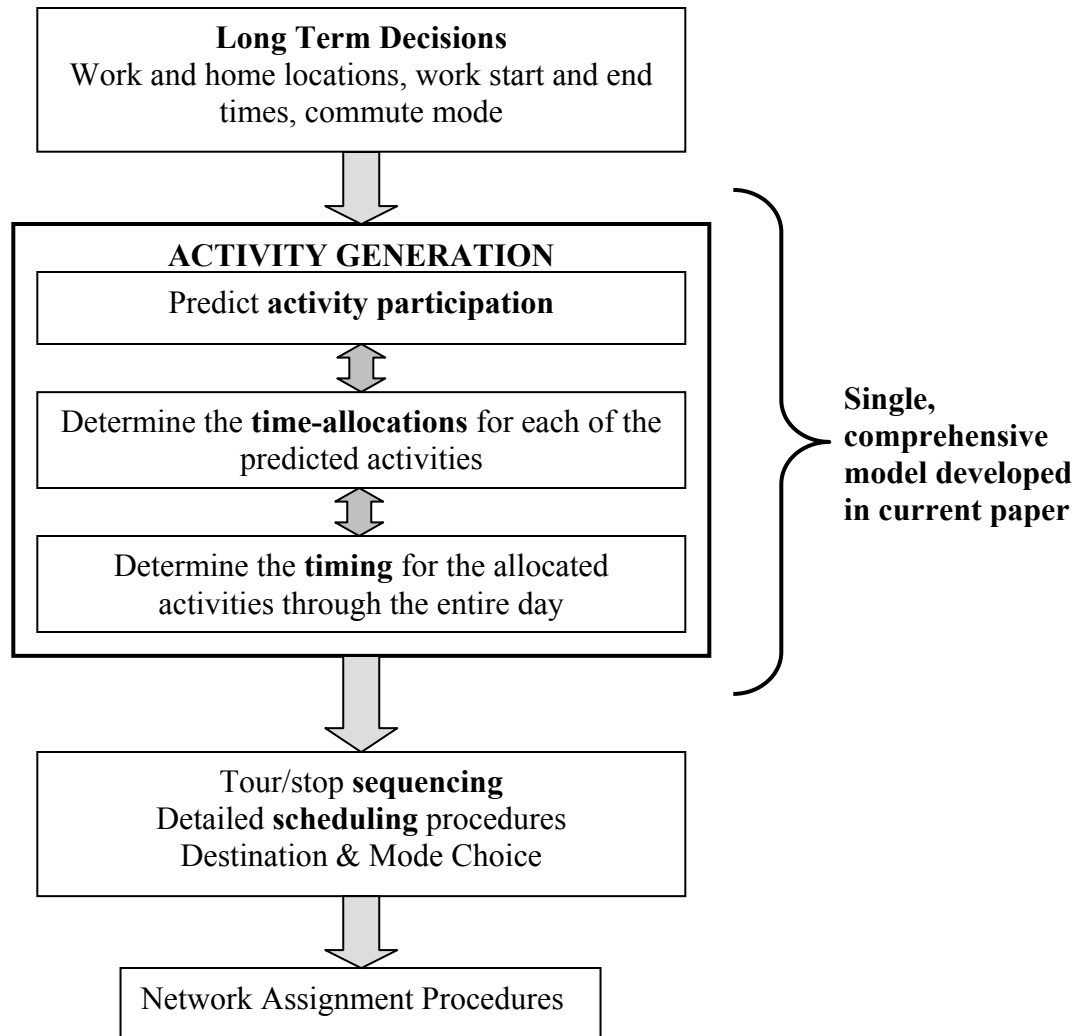 Long Term Decisions
Work and home locations, work start and end
times, commute mode
ACTIVITY GENERATION
Predict activity participation
Determine the time-allocations for each of the
predicted activities
Determine the timing for the allocated
activities through the entire day
Single,
comprehensive
model developed
in current paper
Tour/stop sequencing
Detailed scheduling procedures
Destination & Mode Choice
Network Assignment Procedures